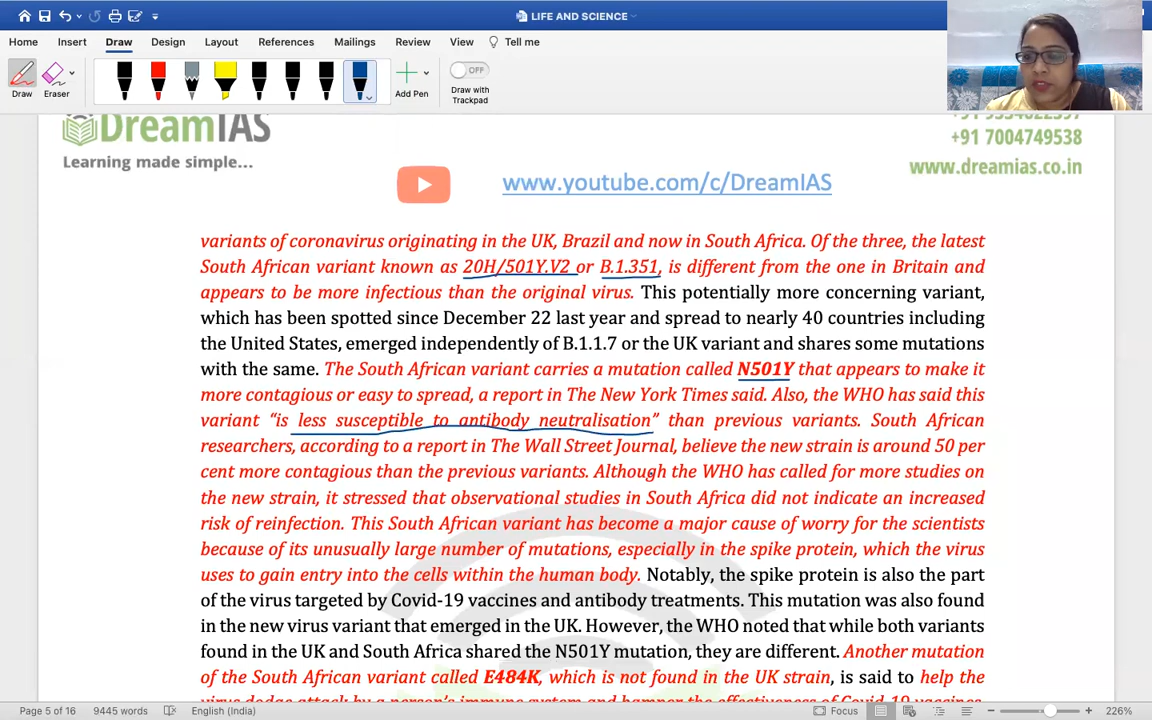 LIFE AND SCIENCE
Home Insert Draw Design Layout References Mailings Review View Tell me
Draw Eraser Add Pen OFF Draw with Trackpad
DreamIAS
Learning made simple...
www.youtube.com/c/DreamIAS
+91 7004749538
www.dreamias.co.in
variants of coronavirus originating in the UK, Brazil and now in South Africa. Of the three, the latest
South African variant known as 20H/501Y.V2 or B.1.351, is different from the one in Britain and
appears to be more infectious than the original virus. This potentially more concerning variant,
which has been spotted since December 22 last year and spread to nearly 40 countries including
the United States, emerged independently of B.1.1.7 or the UK variant and shares some mutations
with the same. The South African variant carries a mutation called N501Y that appears to make it
more contagious or easy to spread, a report in The New York Times said. Also, the WHO has said this
variant “is less susceptible to antibody neutralisation” than previous variants. South African
researchers, according to a report in The Wall Street Journal, believe the new strain is around 50 per
cent more contagious than the previous variants. Although the WHO has called for more studies on
the new strain, it stressed that observational studies in South Africa did not indicate an increased
risk of reinfection. This South African variant has become a major cause of worry for the scientists
because of its unusually large number of mutations, especially in the spike protein, which the virus
uses to gain entry into the cells within the human body. Notably, the spike protein is also the part
of the virus targeted by Covid-19 vaccines and antibody treatments. This mutation was also found
in the new virus variant that emerged in the UK. However, the WHO noted that while both variants
found in the UK and South Africa shared the N501Y mutation, they are different. Another mutation
of the South African variant called E484K, which is not found in the UK strain, is said to help the
virus dodge attack by a person's immune system and hamper the effectiveness of Covid-19 vaccines.
Page 5 of 16 9445 words English (India) Focus 226%